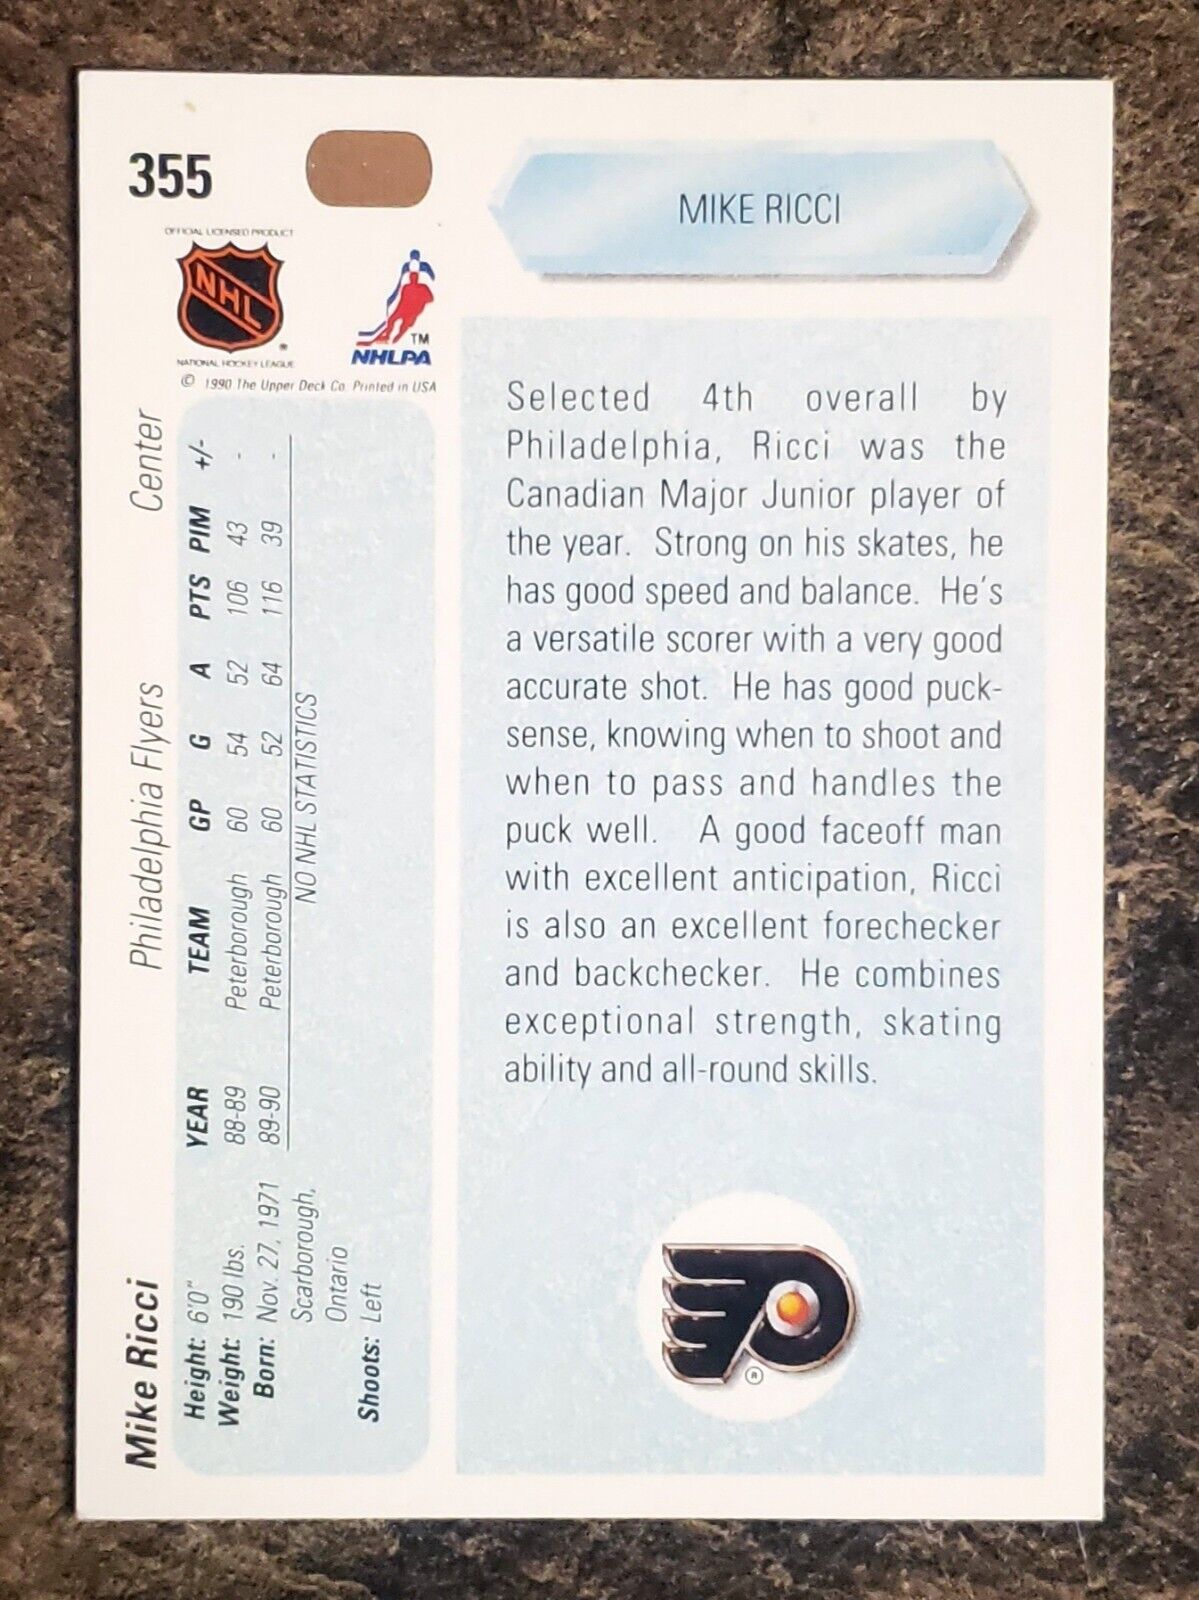 355
OFFICIAL LICENSED PRODUCT
NHL
®
NATIONAL HOCKEY LEAGUE
TM
NHLPA
© 1990 The Upper Deck Co. Printed in USA
MIKE RICCI
Selected 4th overall by
Philadelphia, Ricci was the
Canadian Major Junior player of
the year. Strong on his skates, he
has good speed and balance. He's
a versatile scorer with a very good
accurate shot. He has good puck-
sense, knowing when to shoot and
when to pass and handles the
puck well. A good faceoff man
with excellent anticipation, Ricci
is also an excellent forechecker
and backchecker. He combines
exceptional strength, skating
ability and all-round skills.
®
Mike Ricci Philadelphia Flyers Center
Height: 6'0"
Weight: 190 lbs.
Born: Nov. 27, 1971
Scarborough,
Ontario
Shoots: Left
YEAR TEAM GP G A PTS PIM +/-
88-89 Peterborough 60 54 52 106 43 -
89-90 Peterborough 60 52 64 116 39 -
NO NHL STATISTICS